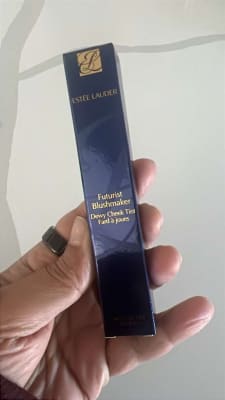 ESTĒE LAUDER
Futurist
Blushmaker
Dewy Cheek Tint
Fard à joues